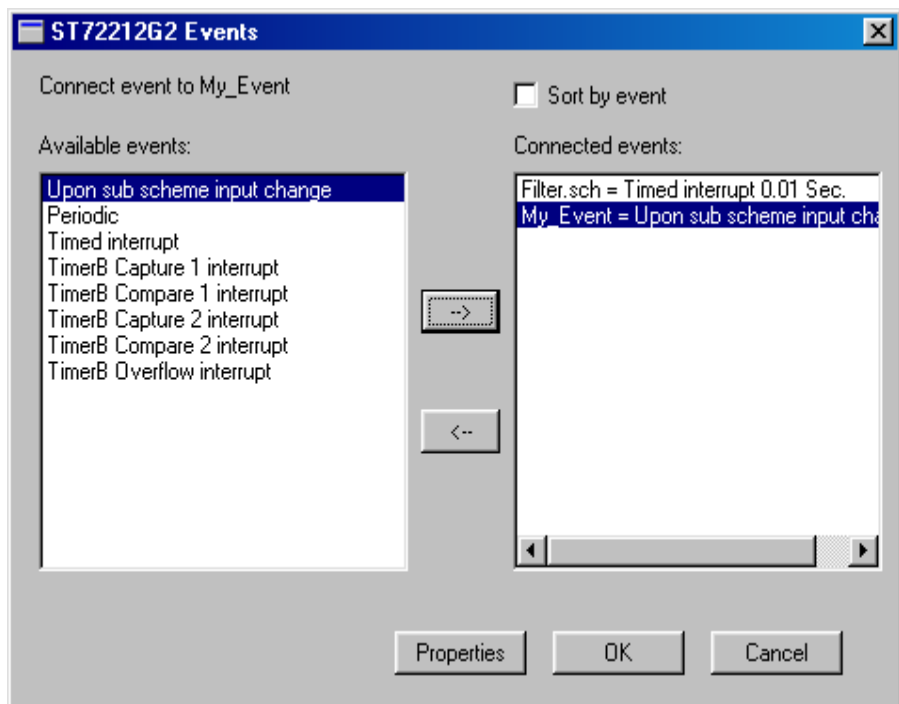 ST72212G2 Events
Connect event to My_Event
Sort by event
Available events:
Upon sub scheme input change
Periodic
Timed interrupt
TimerB Capture 1 interrupt
TimerB Compare 1 interrupt
TimerB Capture 2 interrupt
TimerB Compare 2 interrupt
TimerB Overflow interrupt
-->
<--
Connected events:
Filter.sch = Timed interrupt 0.01 Sec.
My_Event = Upon sub scheme input cha
Properties
OK
Cancel